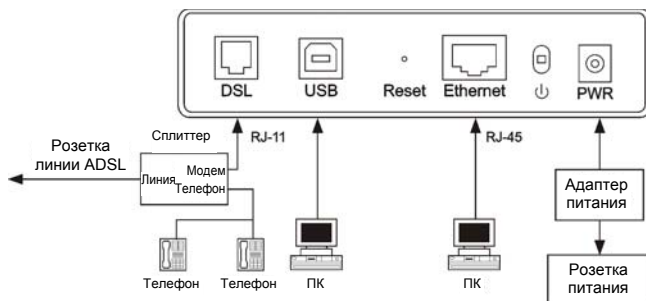 DSL
USB
Reset
Ethernet
PWR
Розетка
линии ADSL
Сплиттер
RJ-11
RJ-45
Линия
Модем
Телефон
Адаптер
питания
Телефон
Телефон
ПК
ПК
Розетка
питания